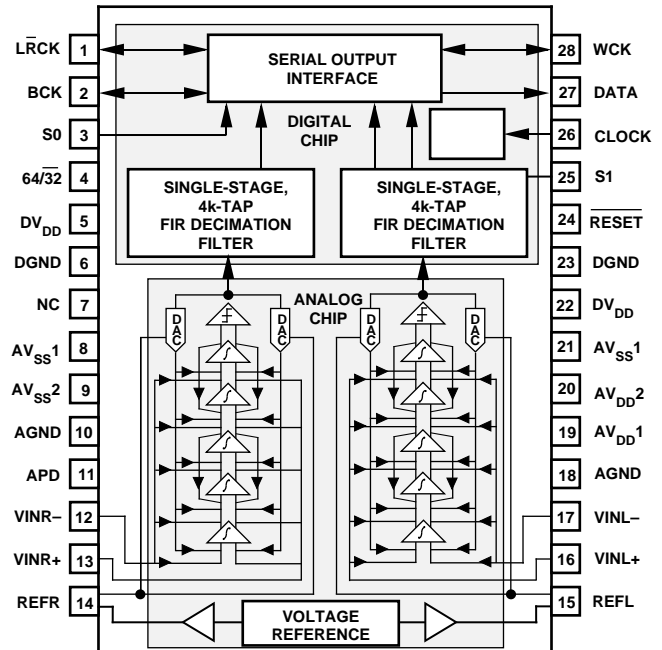 LRCK 1
BCK 2
S0 3
64/32 4
DVDD 5
DGND 6
NC 7
AVSS1 8
AVSS2 9
AGND 10
APD 11
VINR– 12
VINR+ 13
REFR 14
SERIAL OUTPUT
INTERFACE
DIGITAL
CHIP
SINGLE-STAGE,
4k-TAP
FIR DECIMATION
FILTER
SINGLE-STAGE,
4k-TAP
FIR DECIMATION
FILTER
ANALOG
CHIP
DAC
DAC
DAC
DAC
∫
∫
∫
∫
∫
∫
∫
∫
∫
∫
VOLTAGE
REFERENCE
28 WCK
27 DATA
26 CLOCK
25 S1
24 RESET
23 DGND
22 DVDD
21 AVSS1
20 AVDD2
19 AVDD1
18 AGND
17 VINL–
16 VINL+
15 REFL